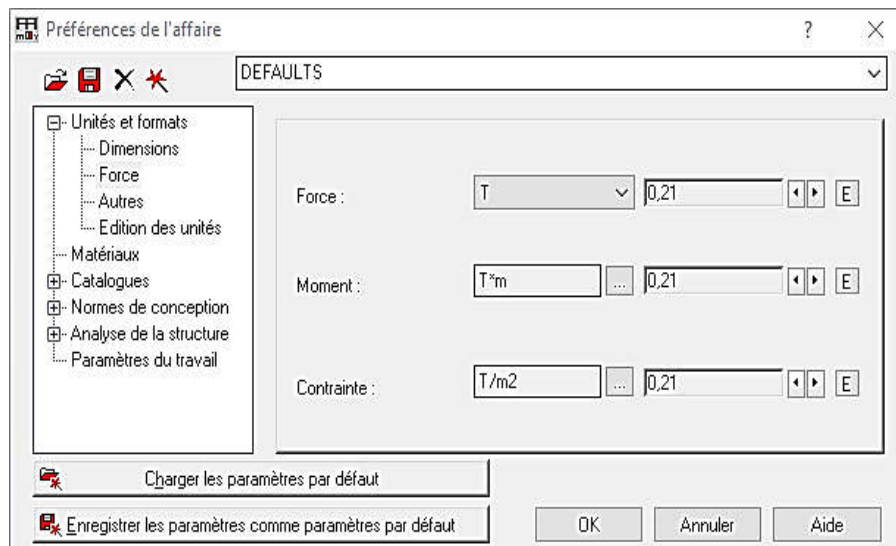 Préférences de l'affaire
DEFAULTS
Unités et formats
Dimensions
Force
Autres
Edition des unités
Matériaux
Catalogues
Normes de conception
Analyse de la structure
Paramètres du travail
Force : T 0,21 E
Moment : T*m ... 0,21 E
Contrainte : T/m2 ... 0,21 E
Charger les paramètres par défaut
Enregistrer les paramètres comme paramètres par défaut
OK Annuler Aide